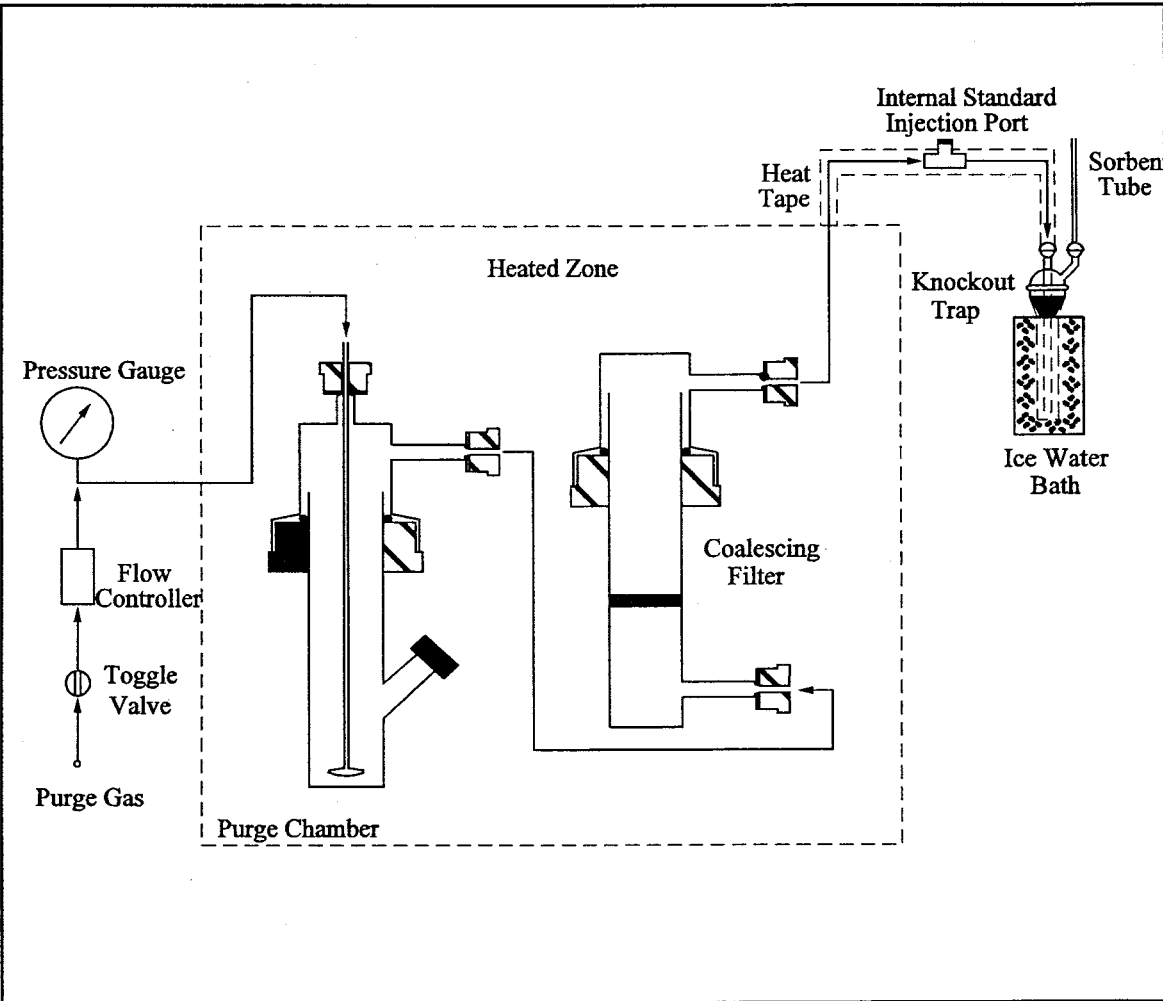 Internal Standard
Injection Port
Heat
Tape
Sorben
Tube
Heated Zone
Knockout
Trap
Pressure Gauge
Ice Water
Bath
Coalescing
Filter
Flow
Controller
Toggle
Valve
Purge Gas
Purge Chamber